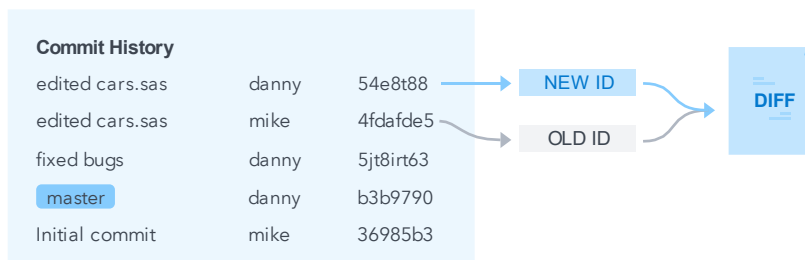 Commit History
edited cars.sas danny 54e8t88 NEW ID
edited cars.sas mike 4fdafde5 OLD ID
DIFF
fixed bugs danny 5jt8irt63
master danny b3b9790
Initial commit mike 36985b3